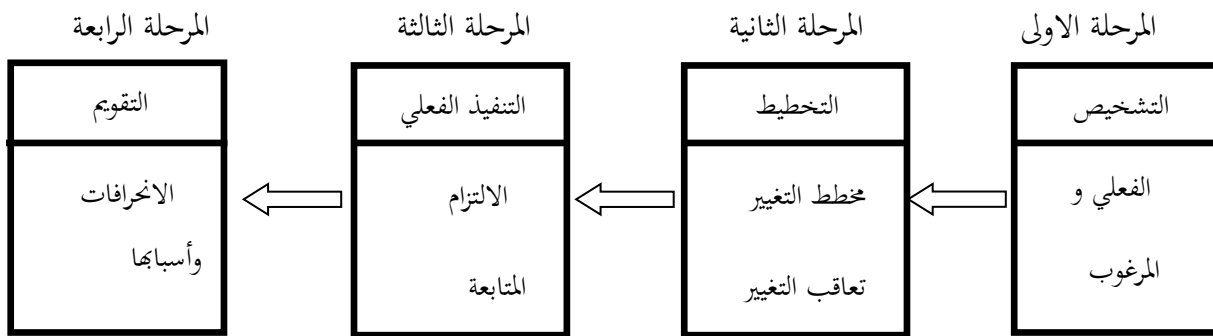 المرحلة الاولى
المرحلة الثانية
المرحلة الثالثة
المرحلة الرابعة
التشخيص
التخطيط
التنفيذ الفعلي
التقويم
الفعلي و
المرغوب
مخطط التغيير
تعاقب التغيير
الالتزام
المتابعة
الانحرافات
وأسبابها